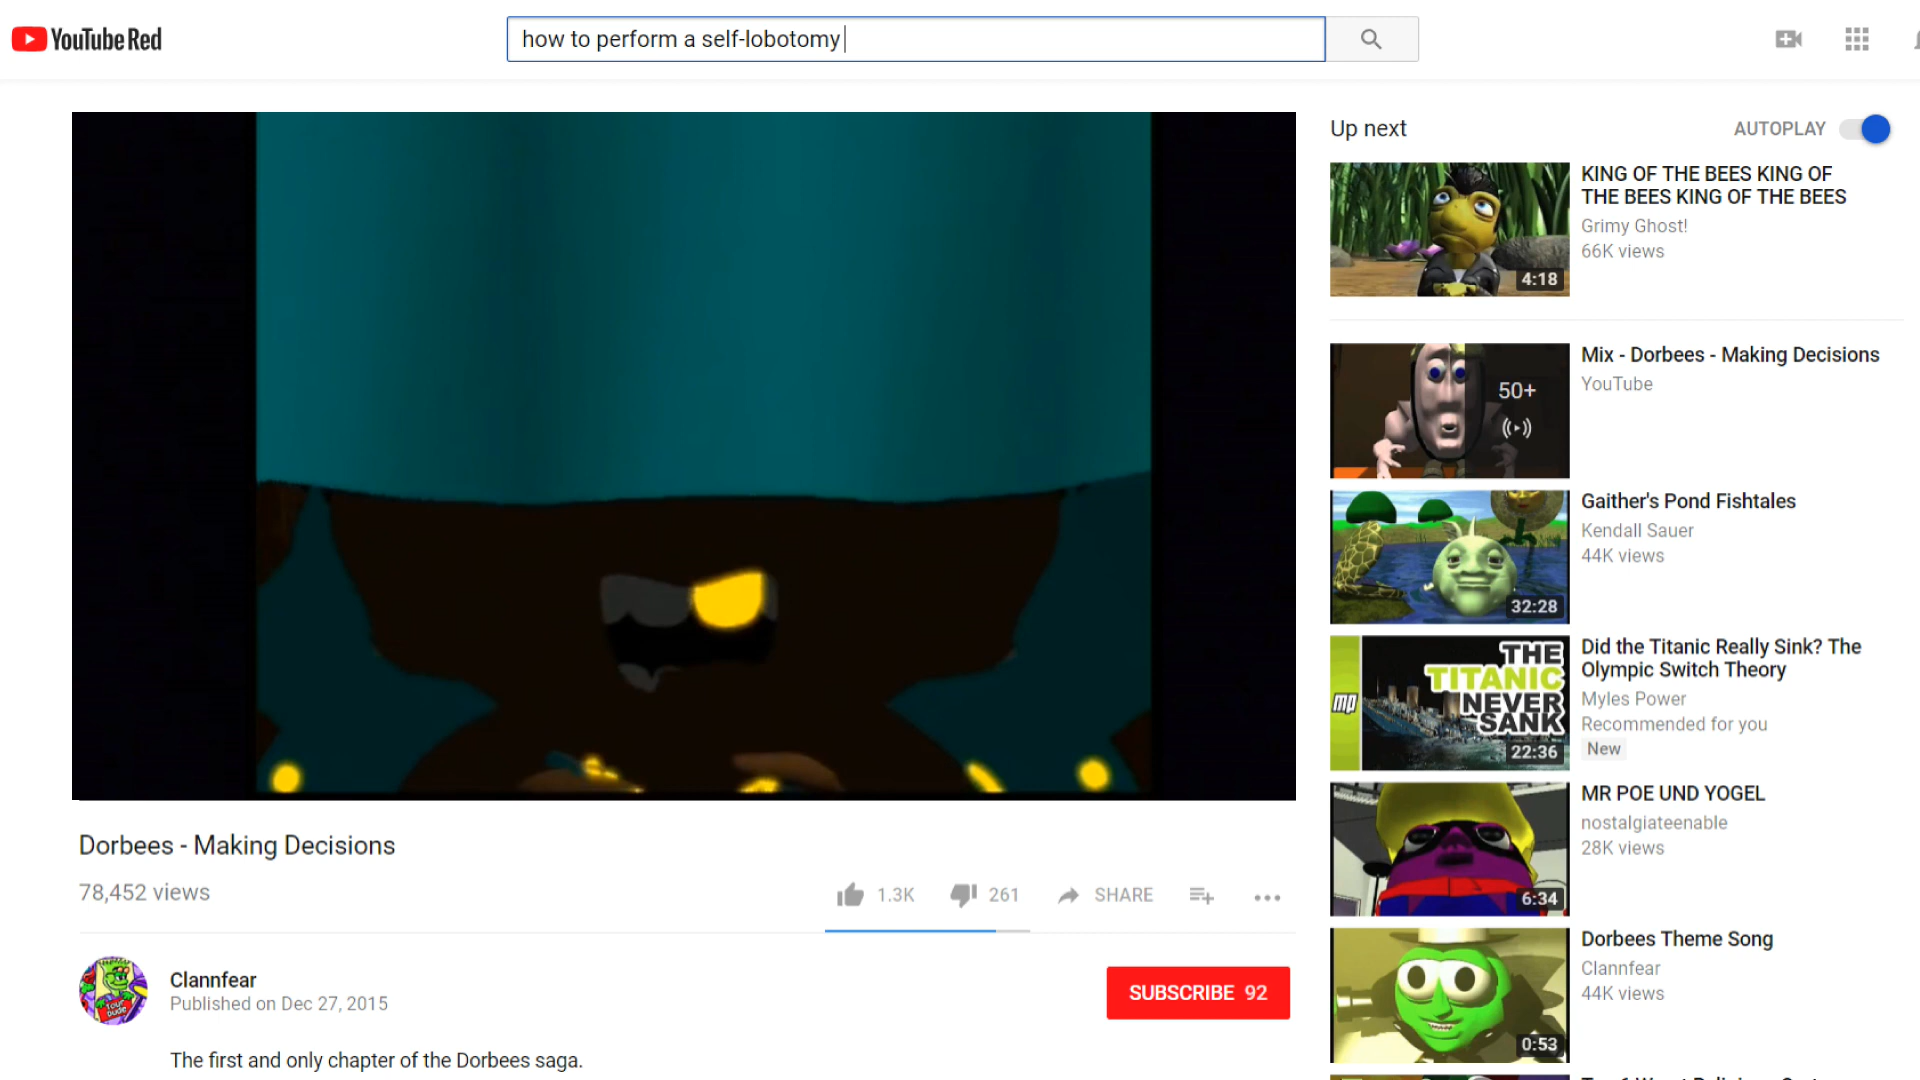 YouTube Red
how to perform a self-lobotomy
Up next
AUTOPLAY
KING OF THE BEES KING OF
THE BEES KING OF THE BEES
Grimy Ghost!
66K views
4:18
Mix - Dorbees - Making Decisions
YouTube
50+
Gaither's Pond Fishtales
Kendall Sauer
44K views
32:28
THE
TITANIC
NEVER
SANK
mp
22:36
Did the Titanic Really Sink? The
Olympic Switch Theory
Myles Power
Recommended for you
New
MR POE UND YOGEL
nostalgiateenable
28K views
6:34
Dorbees Theme Song
Clannfear
44K views
0:53
Dorbees - Making Decisions
78,452 views
1.3K
261
SHARE
Clannfear
Published on Dec 27, 2015
SUBSCRIBE 92
The first and only chapter of the Dorbees saga.